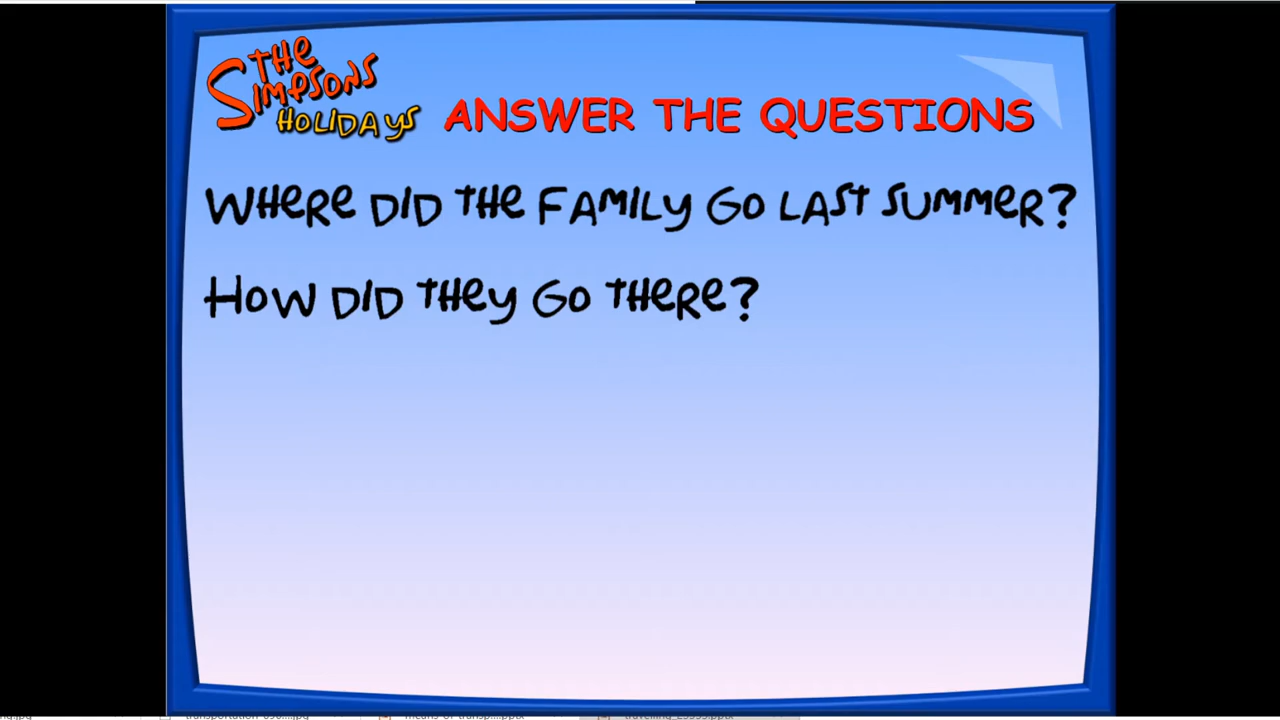 THE
SIMPSONS
HOLIDAYS
ANSWER THE QUESTIONS
WHERE DID THE FAMILY GO LAST SUMMER?
HOW DID THEY GO THERE?